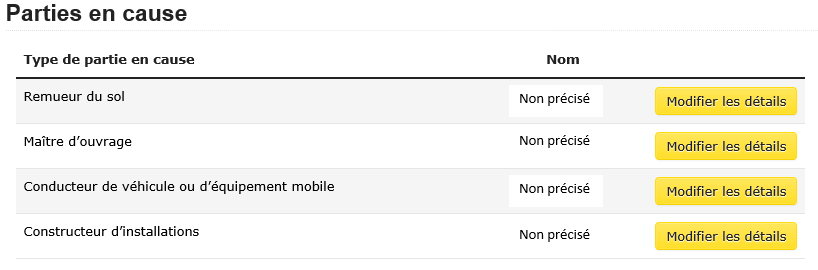 Parties en cause
Type de partie en cause Nom
Remueur du sol Non précisé Modifier les détails
Maître d’ouvrage Non précisé Modifier les détails
Conducteur de véhicule ou d’équipement mobile Non précisé Modifier les détails
Constructeur d’installations Non précisé Modifier les détails